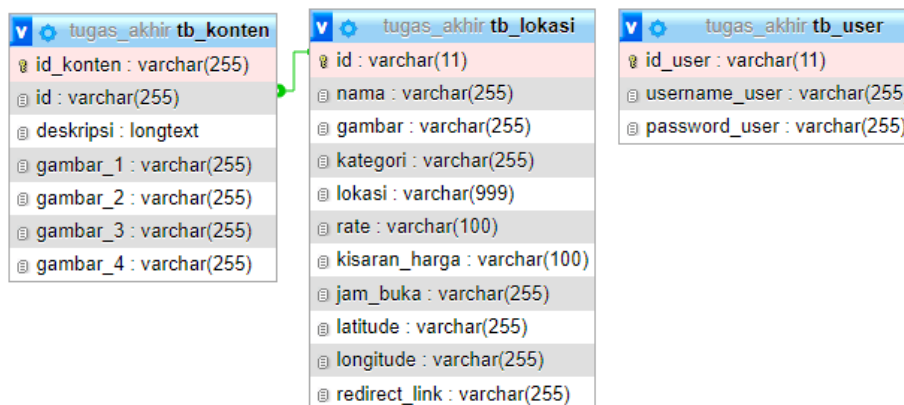 tugas_akhir tb_konten
id_konten : varchar(255)
id : varchar(255)
deskripsi : longtext
gambar_1 : varchar(255)
gambar_2 : varchar(255)
gambar_3 : varchar(255)
gambar_4 : varchar(255)
tugas_akhir tb_lokasi
id : varchar(11)
nama : varchar(255)
gambar : varchar(255)
kategori : varchar(255)
lokasi : varchar(999)
rate : varchar(100)
kisaran_harga : varchar(100)
jam_buka : varchar(255)
latitude : varchar(255)
longitude : varchar(255)
redirect_link : varchar(255)
tugas_akhir tb_user
id_user : varchar(11)
username_user : varchar(255
password_user : varchar(255)